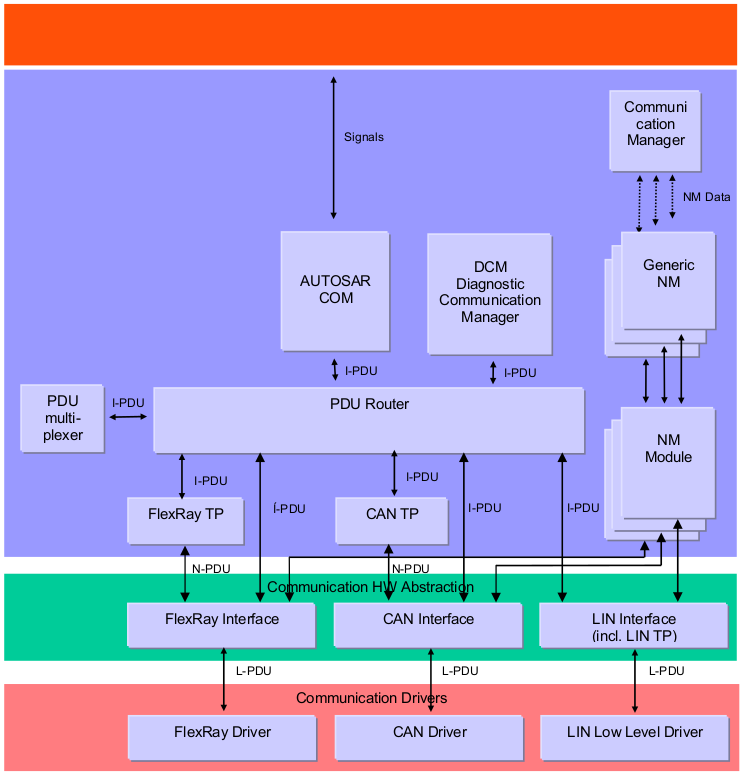 Communi
cation
Manager
Signals
NM Data
AUTOSAR
COM
DCM
Diagnostic
Communication
Manager
Generic
NM
I-PDU
I-PDU
PDU
multi-
plexer
I-PDU
PDU Router
NM
Module
I-PDU
Í-PDU
I-PDU
I-PDU
I-PDU
FlexRay TP
CAN TP
N-PDU
N-PDU
Communication HW Abstraction
FlexRay Interface
CAN Interface
LIN Interface
(incl. LIN TP)
L-PDU
L-PDU
L-PDU
Communication Drivers
FlexRay Driver
CAN Driver
LIN Low Level Driver